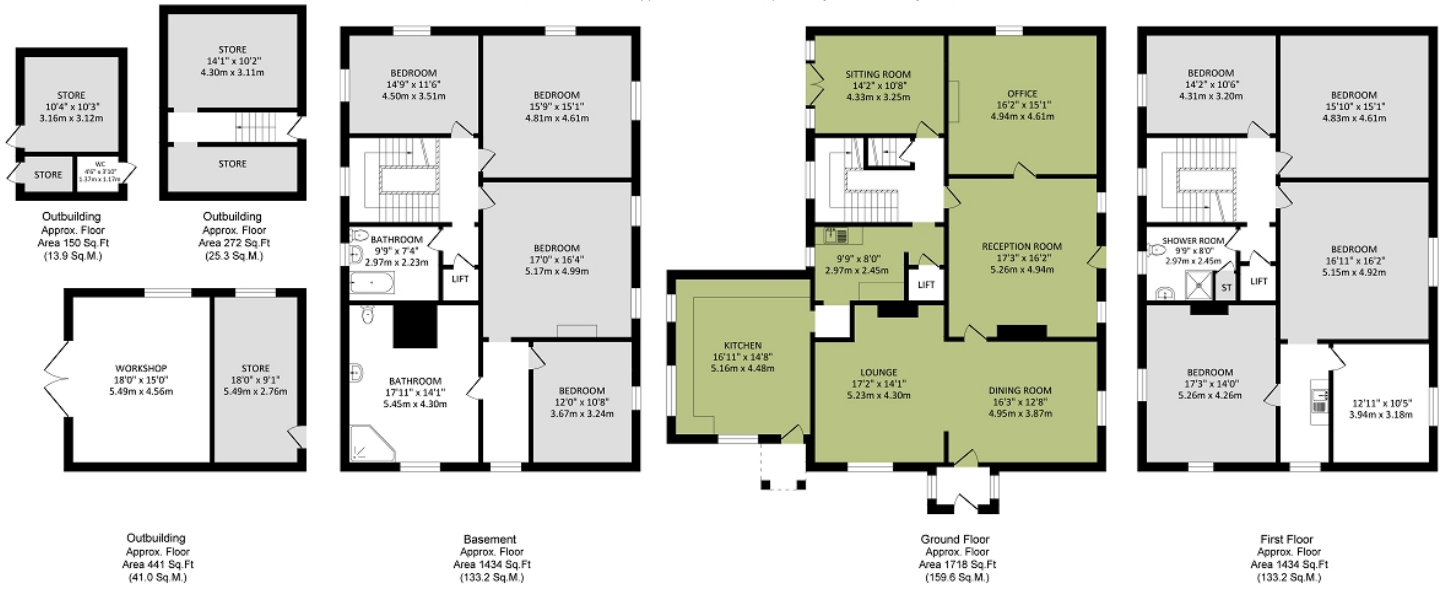 STORE
10'4" x 10'3"
3.16m x 3.12m
STORE
WC
4'6" x 3'10"
1.37m x 1.17m
Outbuilding
Approx. Floor
Area 150 Sq.Ft
(13.9 Sq.M.)
STORE
14'1" x 10'2"
4.30m x 3.11m
STORE
Outbuilding
Approx. Floor
Area 272 Sq.Ft
(25.3 Sq.M.)
WORKSHOP
18'0" x 15'0"
5.49m x 4.56m
STORE
18'0" x 9'1"
5.49m x 2.76m
Outbuilding
Approx. Floor
Area 441 Sq.Ft
(41.0 Sq.M.)
BEDROOM
14'9" x 11'6"
4.50m x 3.51m
BEDROOM
15'9" x 15'1"
4.81m x 4.61m
BATHROOM
9'9" x 7'4"
2.97m x 2.23m
LIFT
BEDROOM
17'0" x 16'4"
5.17m x 4.99m
BATHROOM
17'11" x 14'1"
5.45m x 4.30m
BEDROOM
12'0" x 10'8"
3.67m x 3.24m
Basement
Approx. Floor
Area 1434 Sq.Ft
(133.2 Sq.M.)
SITTING ROOM
14'2" x 10'8"
4.33m x 3.25m
OFFICE
16'2" x 15'1"
4.94m x 4.61m
9'9" x 8'0"
2.97m x 2.45m
LIFT
RECEPTION ROOM
17'3" x 16'2"
5.26m x 4.94m
KITCHEN
16'11" x 14'8"
5.16m x 4.48m
LOUNGE
17'2" x 14'1"
5.23m x 4.30m
DINING ROOM
16'3" x 12'8"
4.95m x 3.87m
Ground Floor
Approx. Floor
Area 1718 Sq.Ft
(159.6 Sq.M.)
BEDROOM
14'2" x 10'6"
4.31m x 3.20m
BEDROOM
15'10" x 15'1"
4.83m x 4.61m
SHOWER ROOM
9'9" x 8'0"
2.97m x 2.45m
ST
LIFT
BEDROOM
16'11" x 16'2"
5.15m x 4.92m
BEDROOM
17'3" x 14'0"
5.26m x 4.26m
12'11" x 10'5"
3.94m x 3.18m
First Floor
Approx. Floor
Area 1434 Sq.Ft
(133.2 Sq.M.)